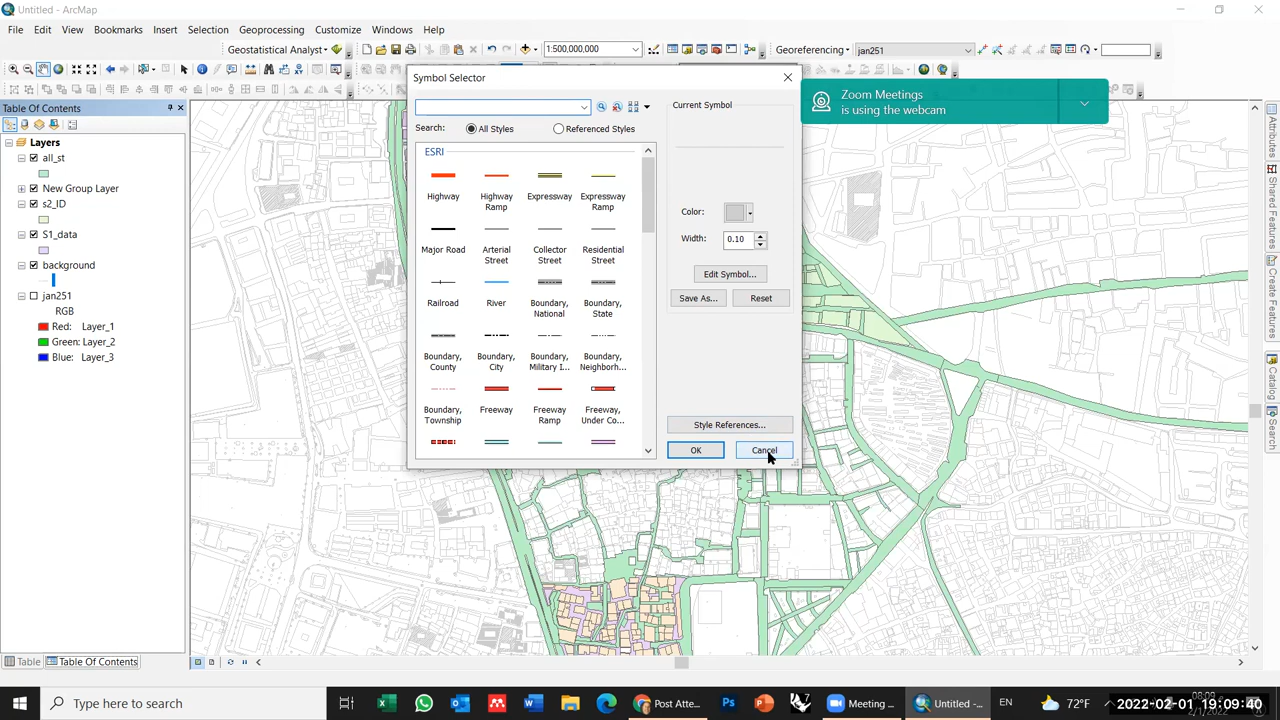 Untitled - ArcMap
File Edit View Bookmarks Insert Selection Geoprocessing Customize Windows Help
Geostatistical Analyst 1:500,000,000 Georeferencing jan251
Table Of Contents
Layers
all_st
New Group Layer
s2_ID
S1_data
background
jan251
RGB
Red: Layer_1
Green: Layer_2
Blue: Layer_3
Table Table Of Contents
Symbol Selector
Search: All Styles Referenced Styles
ESRI
Highway Highway Ramp Expressway Expressway Ramp
Major Road Arterial Street Collector Street Residential Street
Railroad River Boundary, National Boundary, State
Boundary, County Boundary, City Boundary, Military I... Boundary, Neighborh...
Boundary, Township Freeway Freeway Ramp Freeway, Under Co...
Current Symbol
Color:
Width: 0.10
Edit Symbol...
Save As... Reset
Style References...
OK Cancel
Zoom Meetings
is using the webcam
Attributes
Shared Features
Create Features
Catalog
Type here to search
Post Atte...
Meeting ...
Untitled -...
EN
72°F
2022-02-01 19:09:40